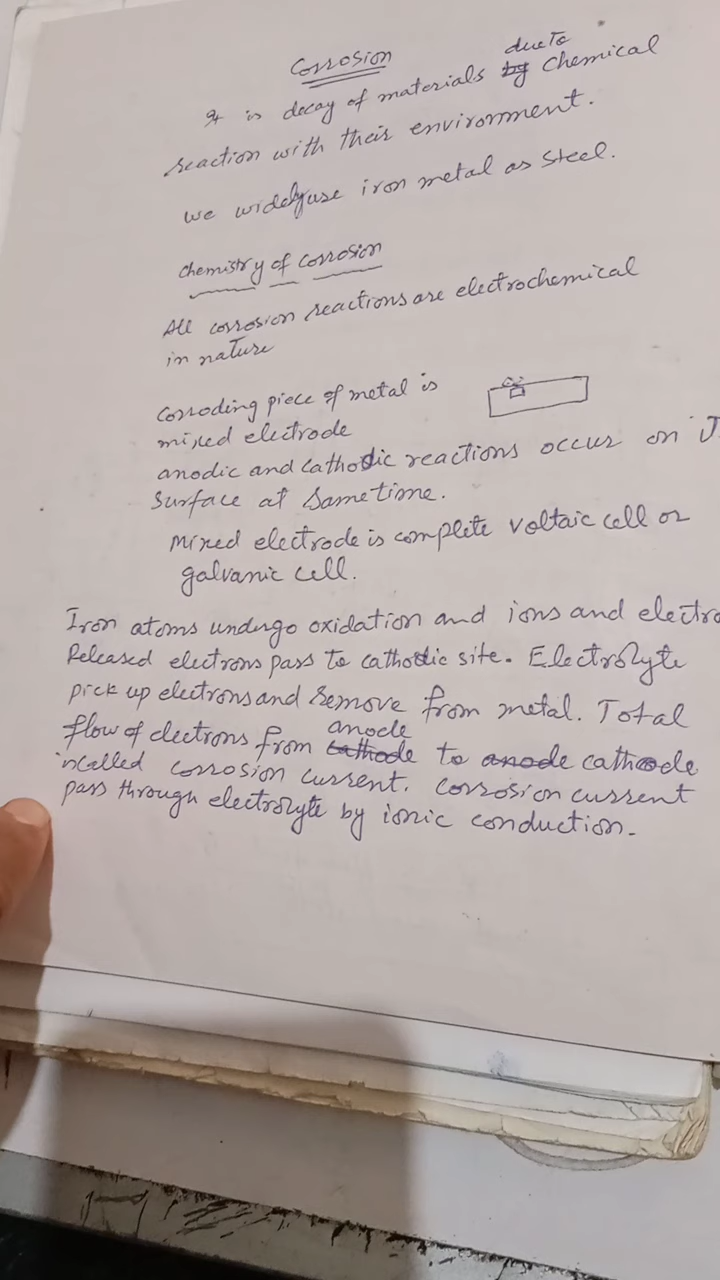 Corrosion
It is decay of materials by due to chemical
reaction with their environment.
we widely use iron metal as steel.
chemistry of corrosion
All corrosion reactions are electrochemical
in nature
Corroding piece of metal is
mixed electrode
anodic and cathodic reactions occur on
surface at same time.
Mixed electrode is complete voltaic cell or
galvanic cell.
Iron atoms undergo oxidation and ions and electro
Released electrons pass to cathodic site. Electrolyte
pick up electrons and remove from metal. Total
flow of electrons from cathode anode to anode cathode
is called corrosion current. Corrosion current
pass through electrolyte by ionic conduction.